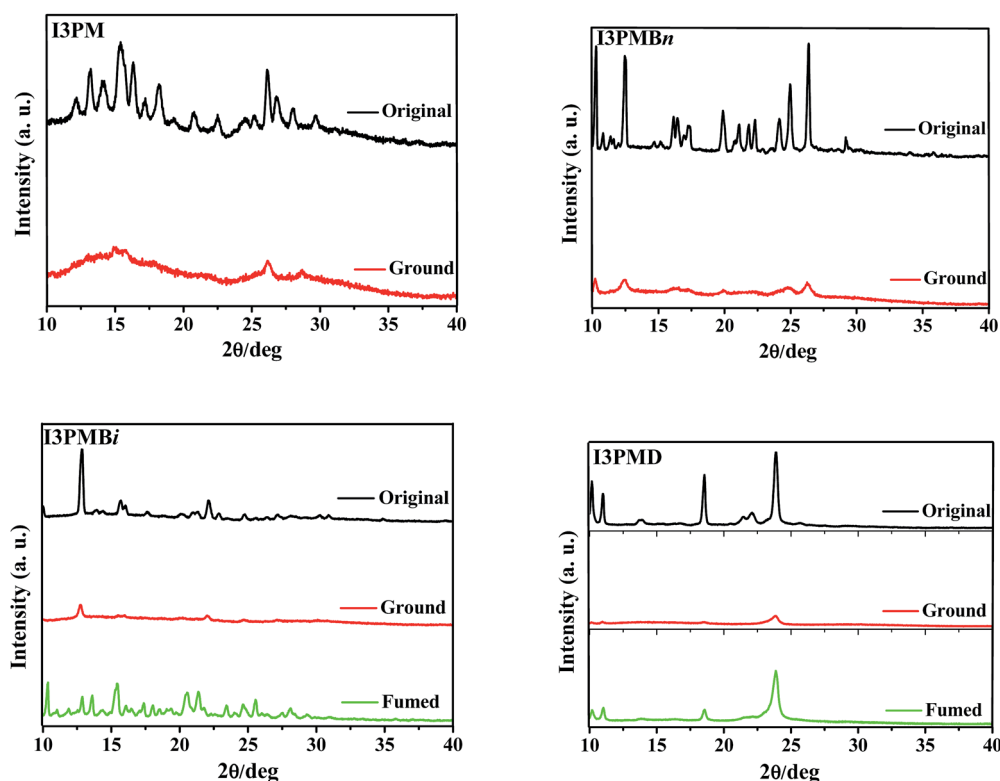 I3PM
Original
Ground
Intensity (a. u.)
10 15 20 25 30 35 40
2θ/deg
I3PMBn
Original
Ground
Intensity (a. u.)
10 15 20 25 30 35 40
2θ/deg
I3PMBi
Original
Ground
Fumed
Intensity (a. u.)
10 15 20 25 30 35 40
2θ/deg
I3PMD
Original
Ground
Fumed
Intensity (a. u.)
10 15 20 25 30 35 40
2θ/deg